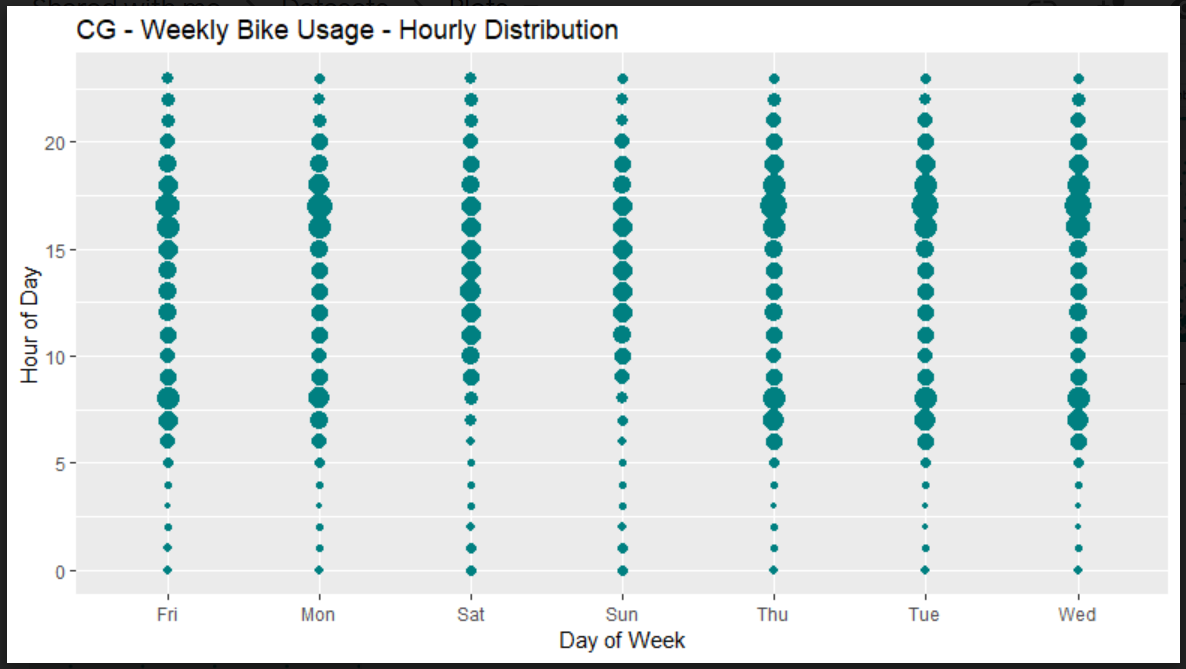 CG - Weekly Bike Usage - Hourly Distribution
20
15
10
5
0
Hour of Day
Fri Mon Sat Sun Thu Tue Wed
Day of Week